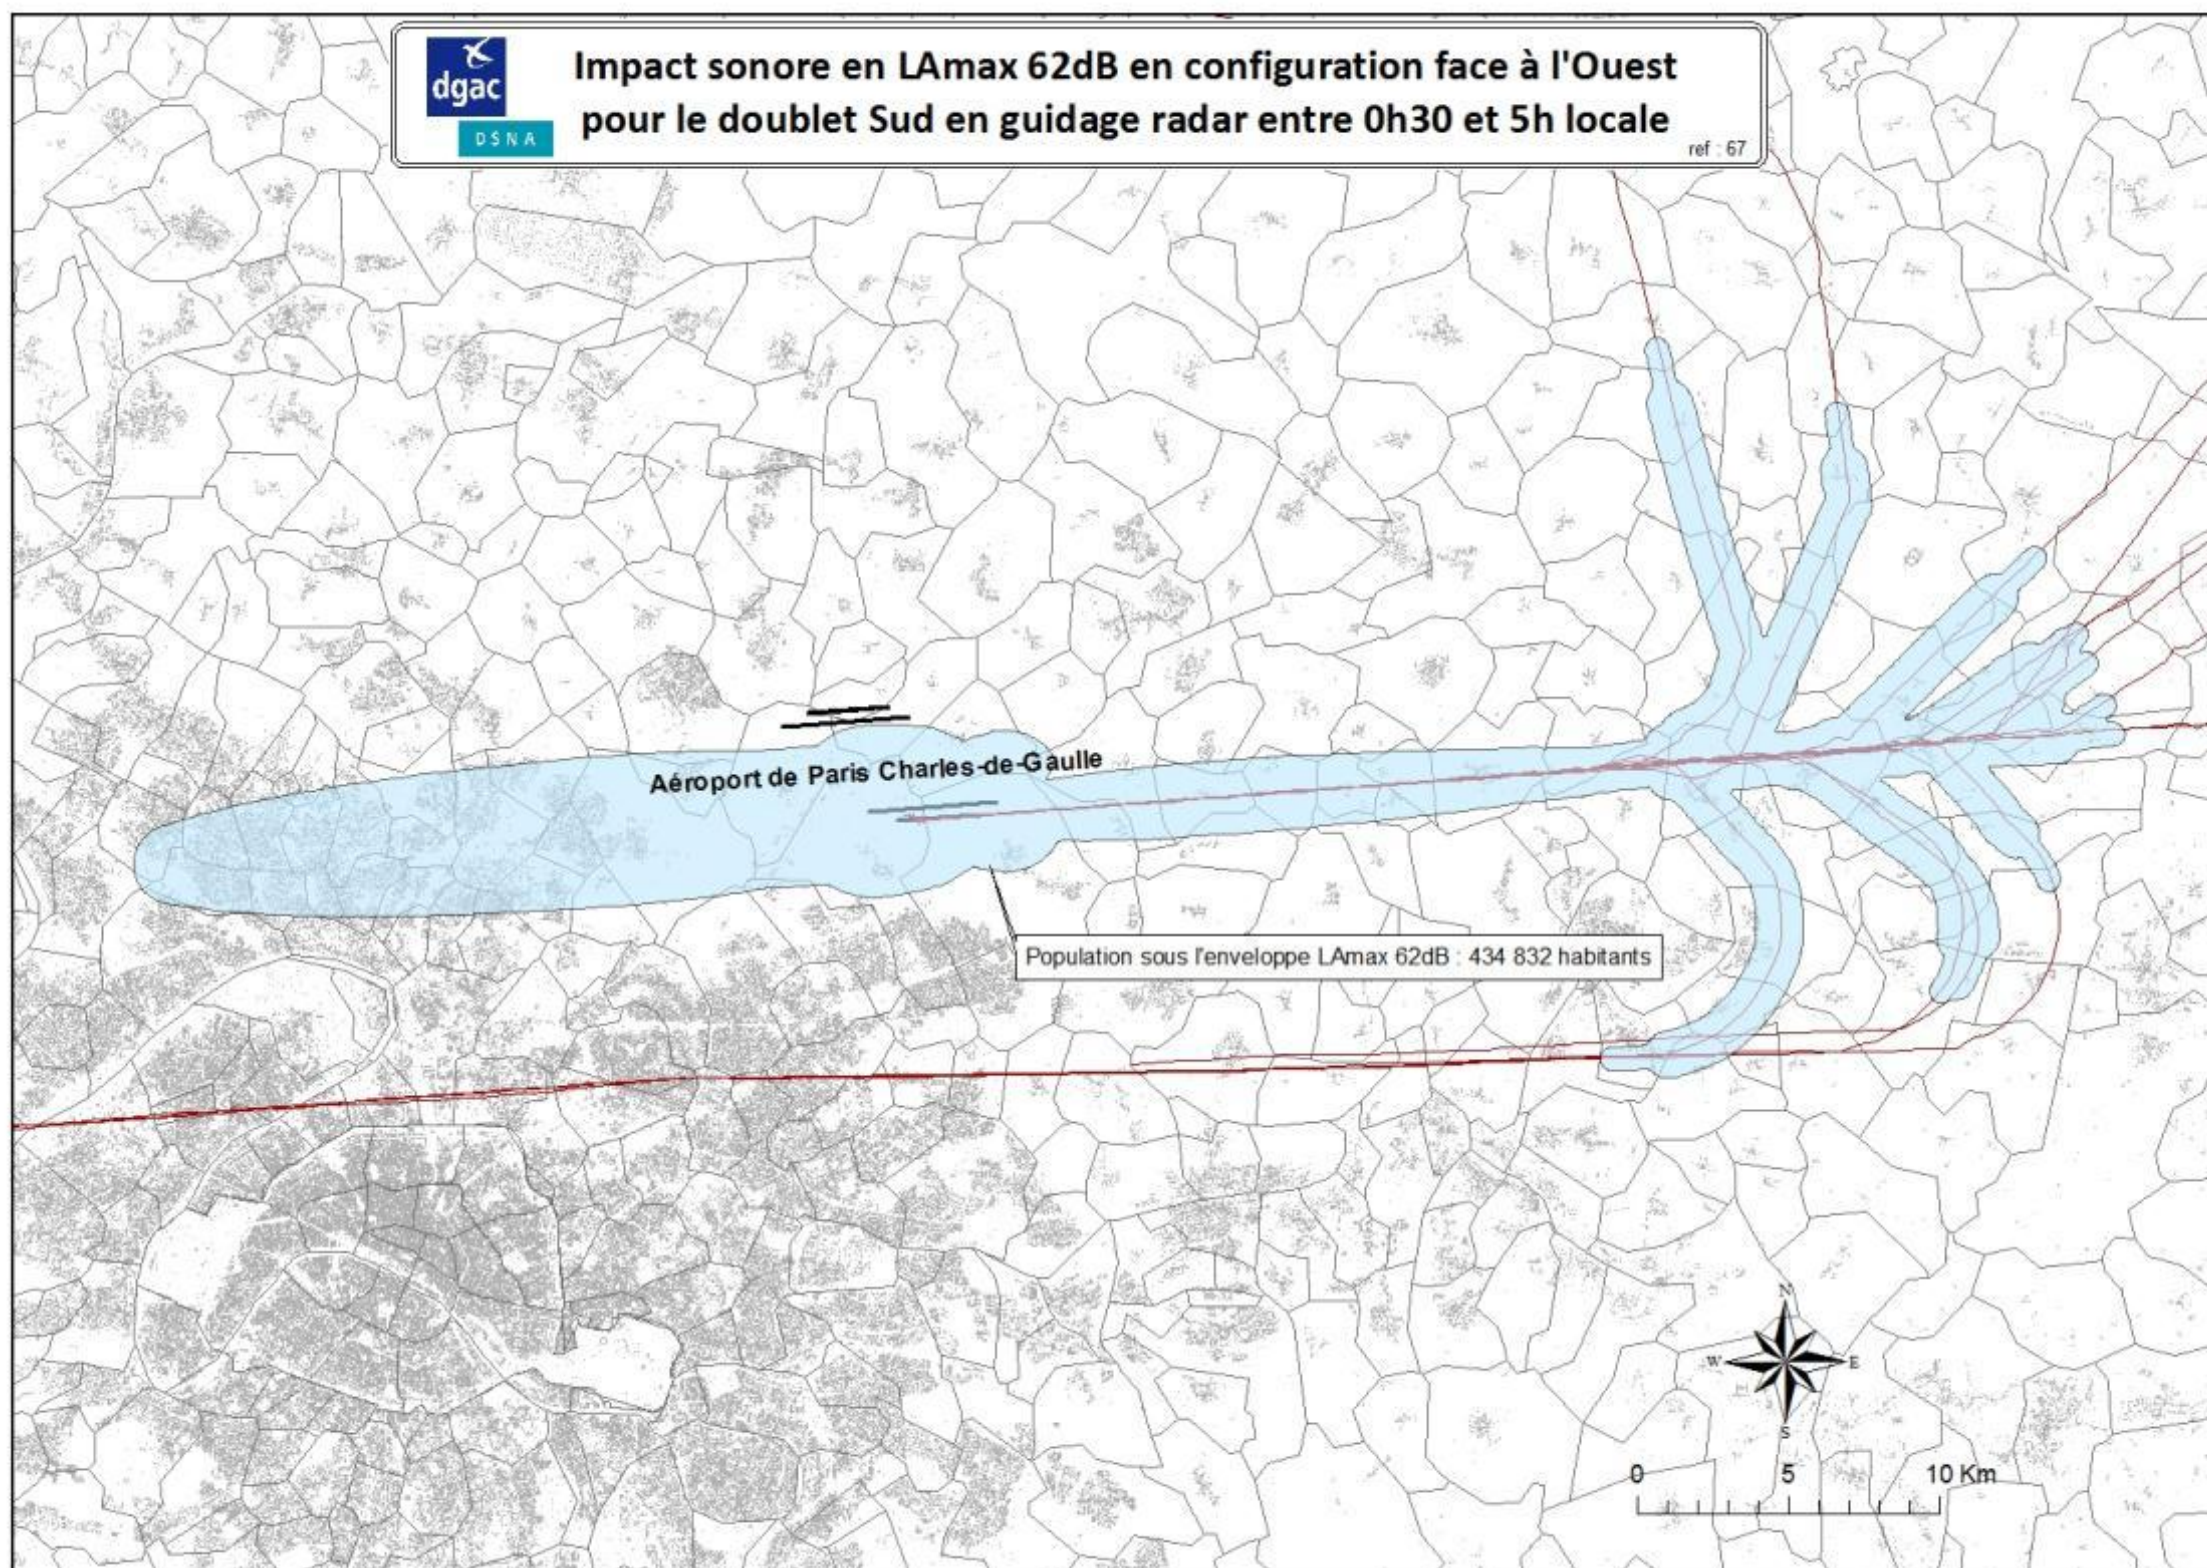 dgac
DSNA
Impact sonore en LAmax 62dB en configuration face à l'Ouest
pour le doublet Sud en guidage radar entre 0h30 et 5h locale
ref : 67
Aéroport de Paris Charles-de-Gaulle
Population sous l'enveloppe LAmax 62dB : 434 832 habitants
N
W
E
S
0 5 10 Km